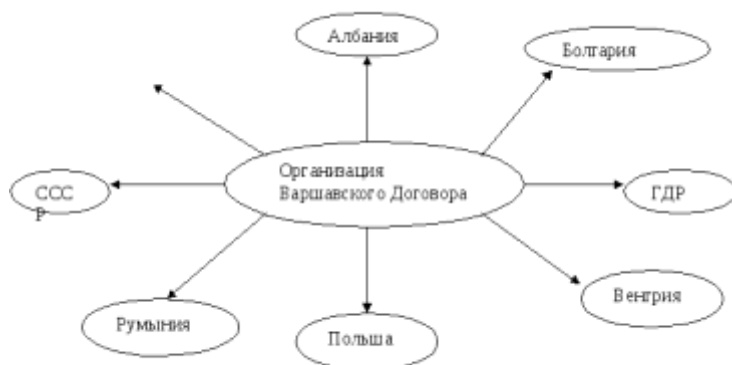 Албания
Болгария
Организация
Варшавского Договора
ССС
Р
ГДР
Венгрия
Румыния
Польша